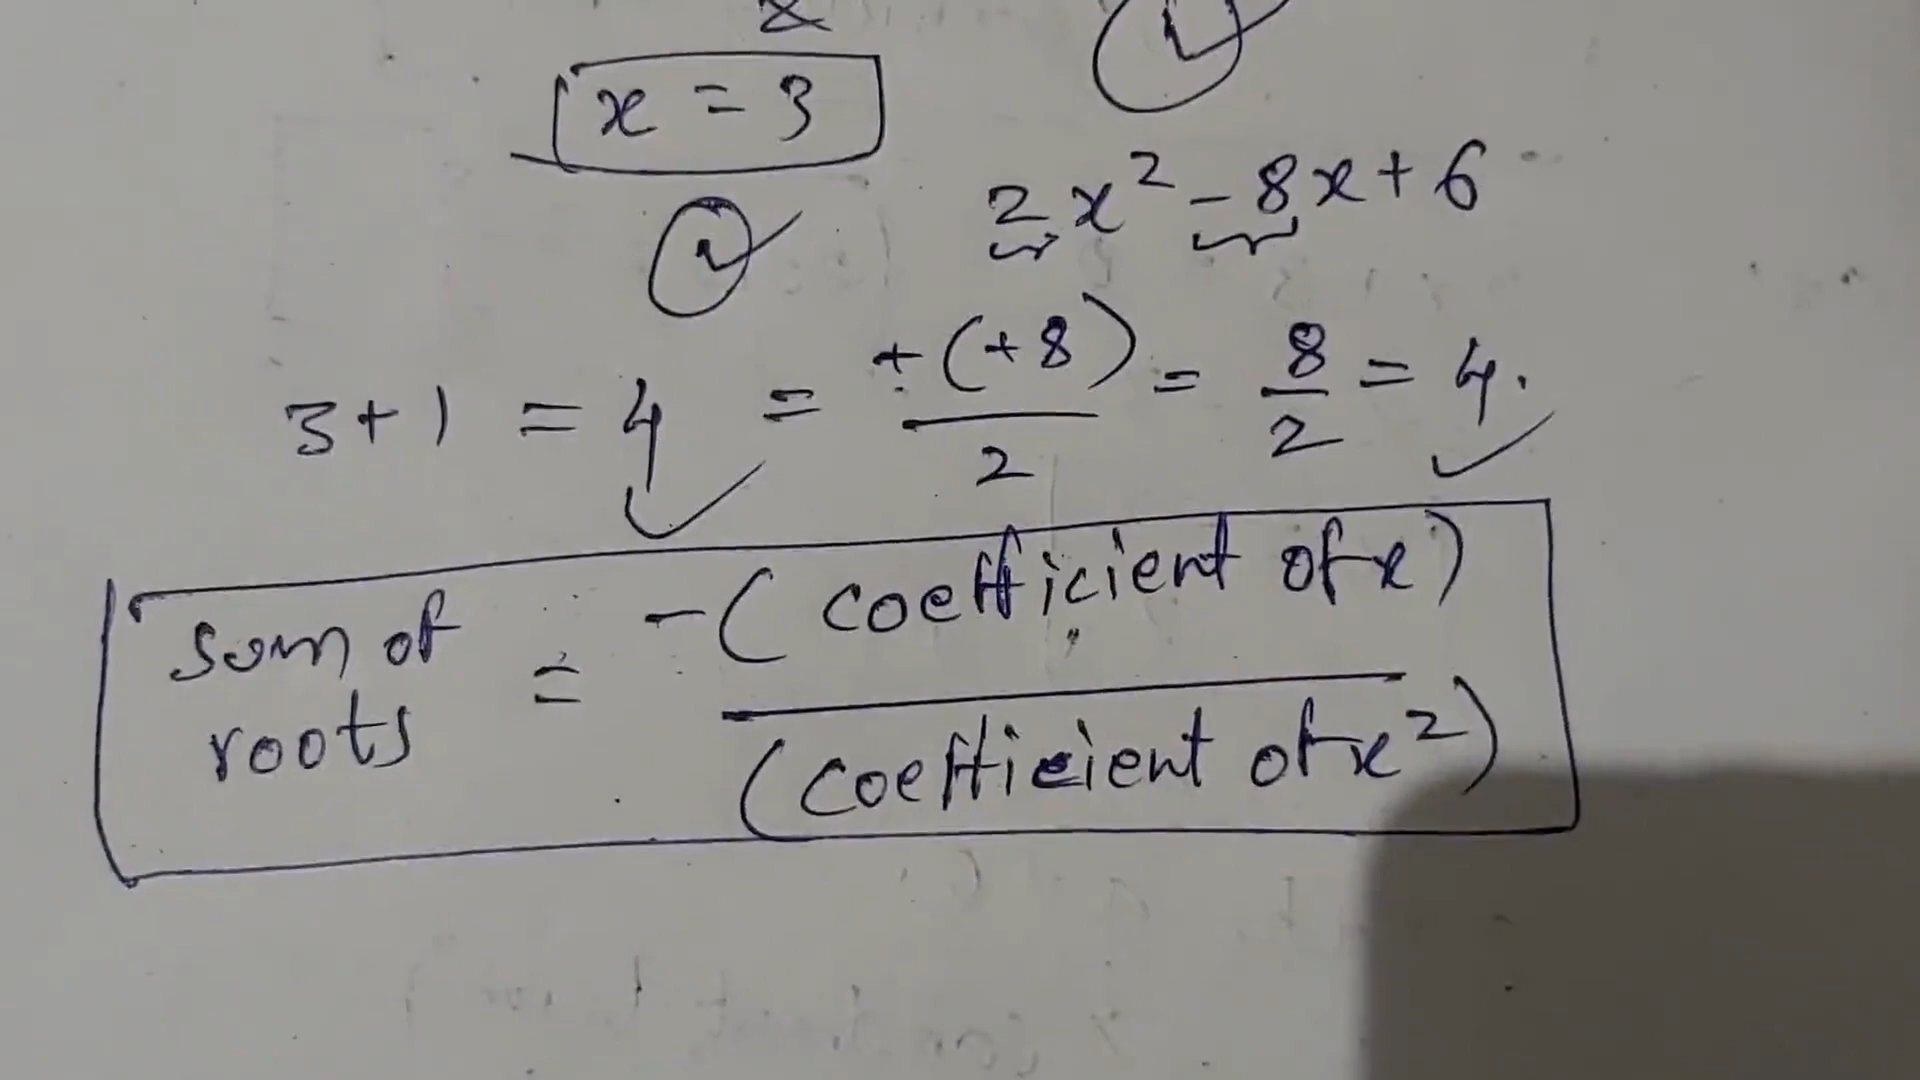 x = 3
2x² - 8x + 6
3 + 1 = 4 = +(+8)/2 = 8/2 = 4.
sum of roots = -(coefficient of x)
(coefficient of x²)